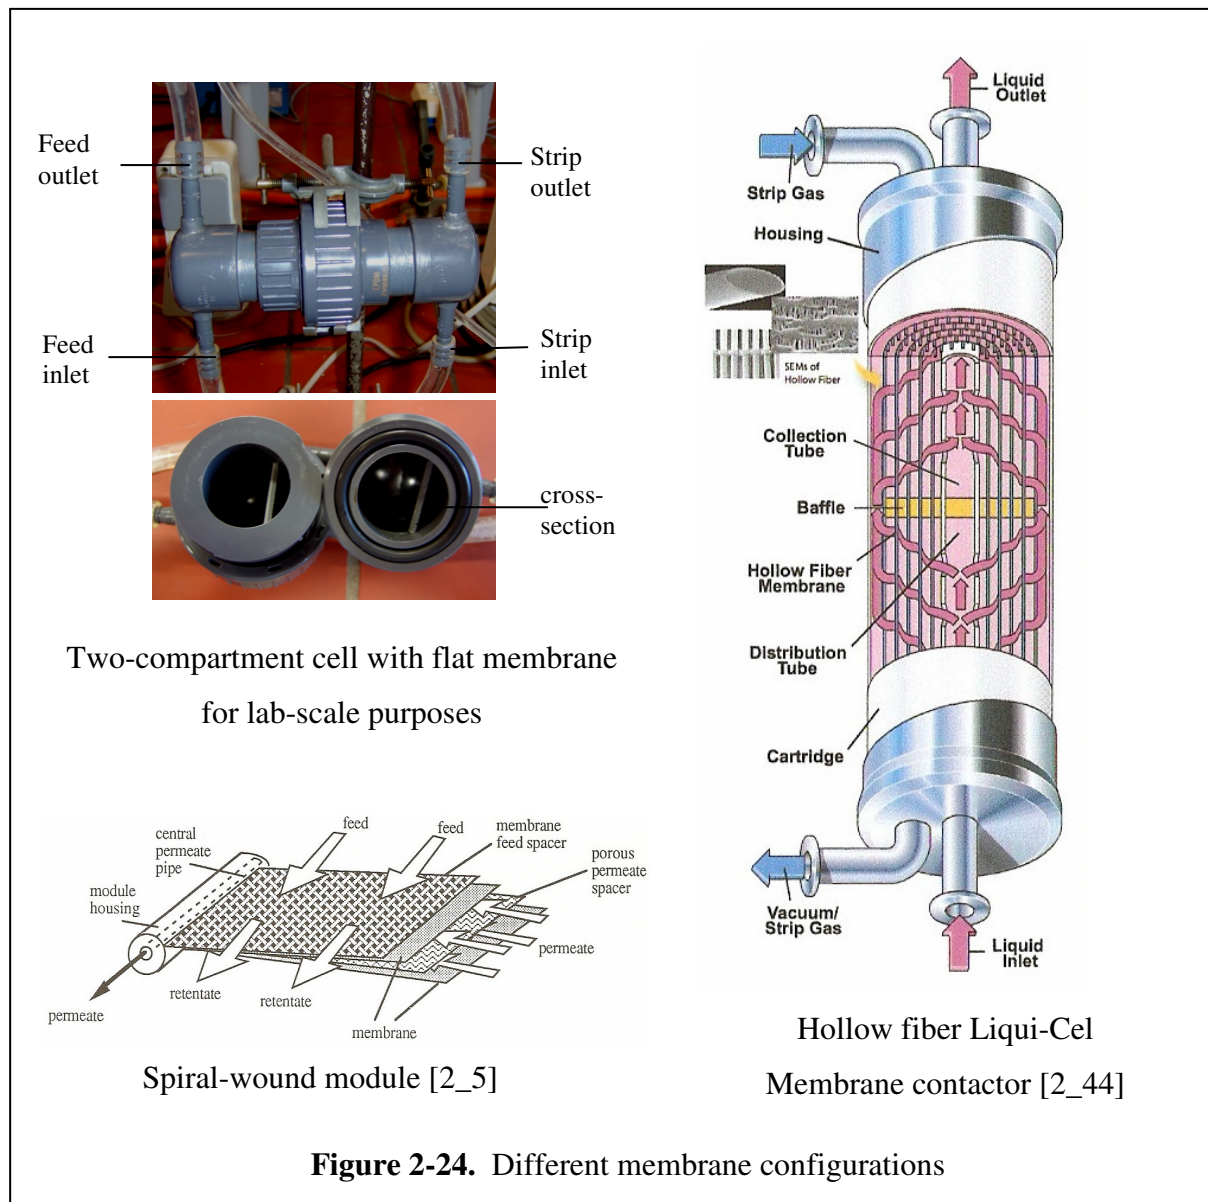 Feed
outlet
Strip
outlet
Feed
inlet
Strip
inlet
cross-
section
Two-compartment cell with flat membrane
for lab-scale purposes
feed
feed
membrane
feed spacer
central
permeate
pipe
porous
permeate
spacer
module
housing
permeate
retentate
retentate
permeate
membrane
Spiral-wound module [2_5]
Liquid
Outlet
Strip Gas
Housing
SEMs of
Hollow Fiber
Collection
Tube
Baffle
Hollow Fiber
Membrane
Distribution
Tube
Cartridge
Vacuum/
Strip Gas
Liquid
Inlet
Hollow fiber Liqui-Cel
Membrane contactor [2_44]
Figure 2-24. Different membrane configurations